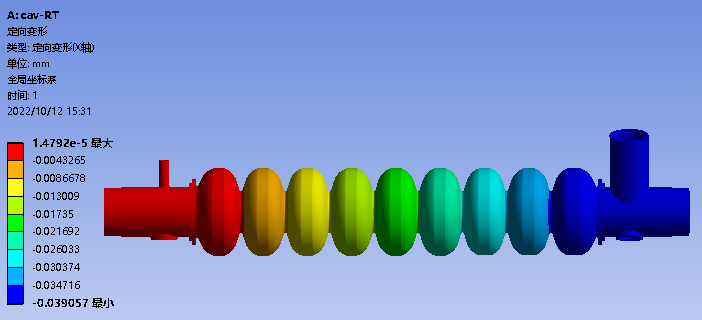 A: cav-RT
定向变形
类型: 定向变形(X轴)
单位: mm
全局坐标系
时间: 1
2022/10/12 15:31
1.4792e-5 最大
-0.0043265
-0.0086678
-0.013009
-0.01735
-0.021692
-0.026033
-0.030374
-0.034716
-0.039057 最小